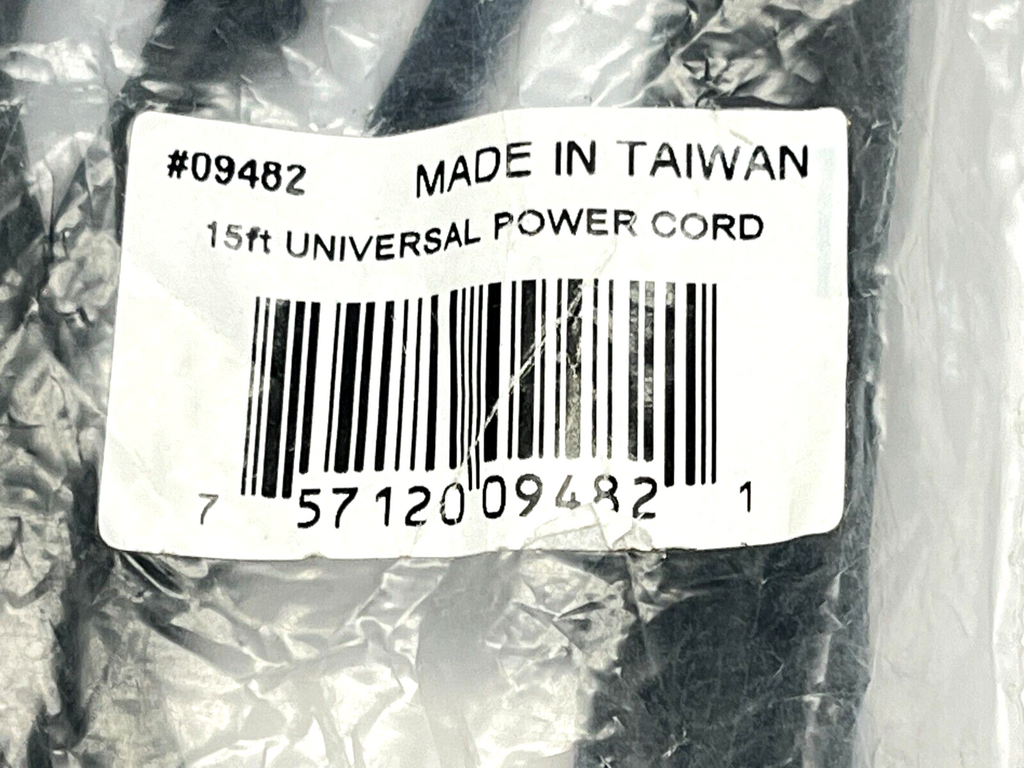 #09482 MADE IN TAIWAN
15ft UNIVERSAL POWER CORD
7 57120 09482 1